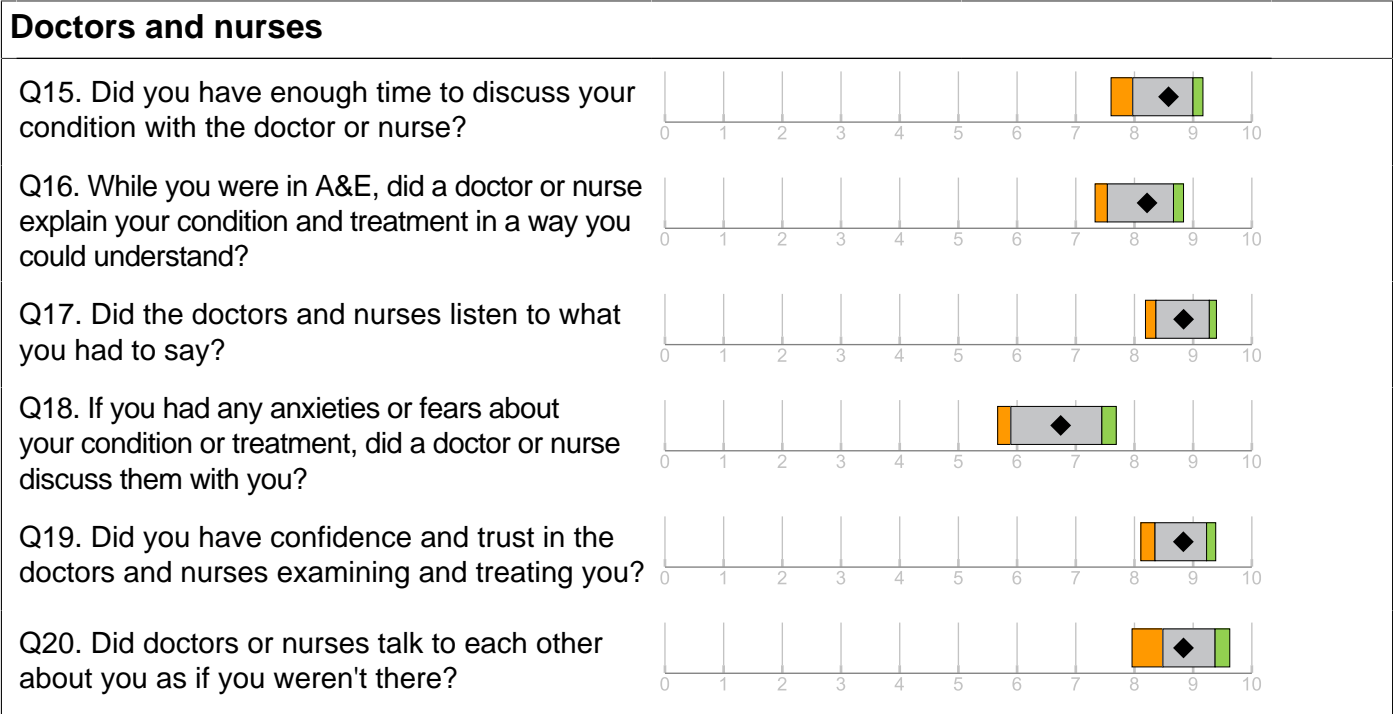 Doctors and nurses
Q15. Did you have enough time to discuss your
condition with the doctor or nurse?
0 1 2 3 4 5 6 7 8 9 10
Q16. While you were in A&E, did a doctor or nurse
explain your condition and treatment in a way you
could understand?
0 1 2 3 4 5 6 7 8 9 10
Q17. Did the doctors and nurses listen to what
you had to say?
0 1 2 3 4 5 6 7 8 9 10
Q18. If you had any anxieties or fears about
your condition or treatment, did a doctor or nurse
discuss them with you?
0 1 2 3 4 5 6 7 8 9 10
Q19. Did you have confidence and trust in the
doctors and nurses examining and treating you?
0 1 2 3 4 5 6 7 8 9 10
Q20. Did doctors or nurses talk to each other
about you as if you weren't there?
0 1 2 3 4 5 6 7 8 9 10